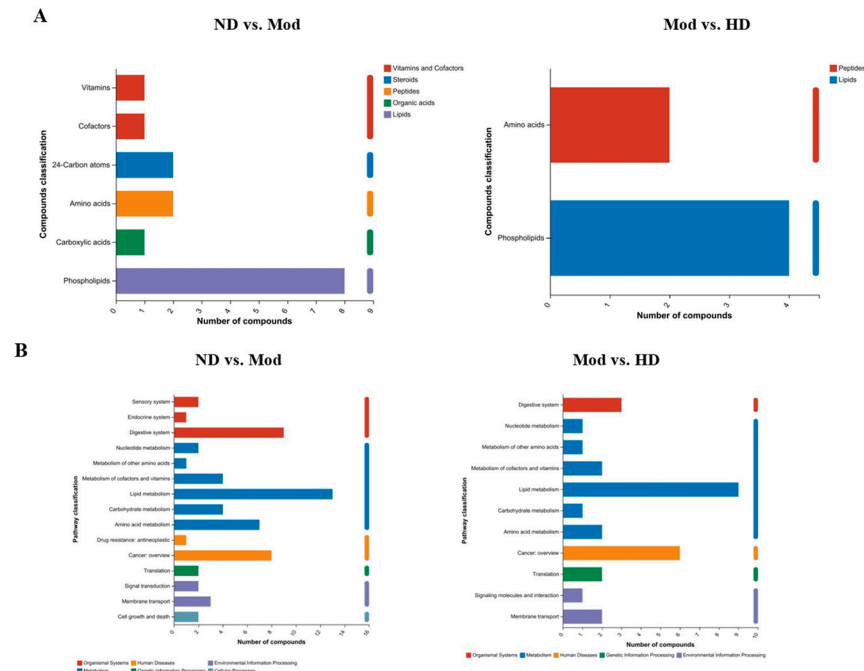 A
ND vs. Mod
Mod vs. HD
Vitamins and Cofactors
Steroids
Peptides
Organic acids
Lipids
Compounds classification
Vitamins
Cofactors
24-Carbon atoms
Amino acids
Carboxylic acids
Phospholipids
0 1 2 3 4 5 6 7 8 9
Number of compounds
Peptides
Lipids
Compounds classification
Amino acids
Phospholipids
0 1 2 3 4
Number of compounds
B
ND vs. Mod
Mod vs. HD
Pathway classification
Sensory system
Endocrine system
Digestive system
Nucleotide metabolism
Metabolism of other amino acids
Metabolism of cofactors and vitamins
Lipid metabolism
Carbohydrate metabolism
Amino acid metabolism
Drug resistance: antineoplastic
Cancer: overview
Translation
Signal transduction
Membrane transport
Cell growth and death
0 2 4 6 8 10 12 14 16
Number of compounds
Organismal Systems Human Diseases Environmental Information Processing
Metabolism Genetic Information Processing Cellular Processes
Pathway classification
Digestive system
Nucleotide metabolism
Metabolism of other amino acids
Metabolism of cofactors and vitamins
Lipid metabolism
Carbohydrate metabolism
Amino acid metabolism
Cancer: overview
Translation
Signaling molecules and interaction
Membrane transport
0 1 2 3 4 5 6 7 8 9 10
Number of compounds
Organismal Systems Metabolism Human Diseases Genetic Information Processing Environmental Information Processing